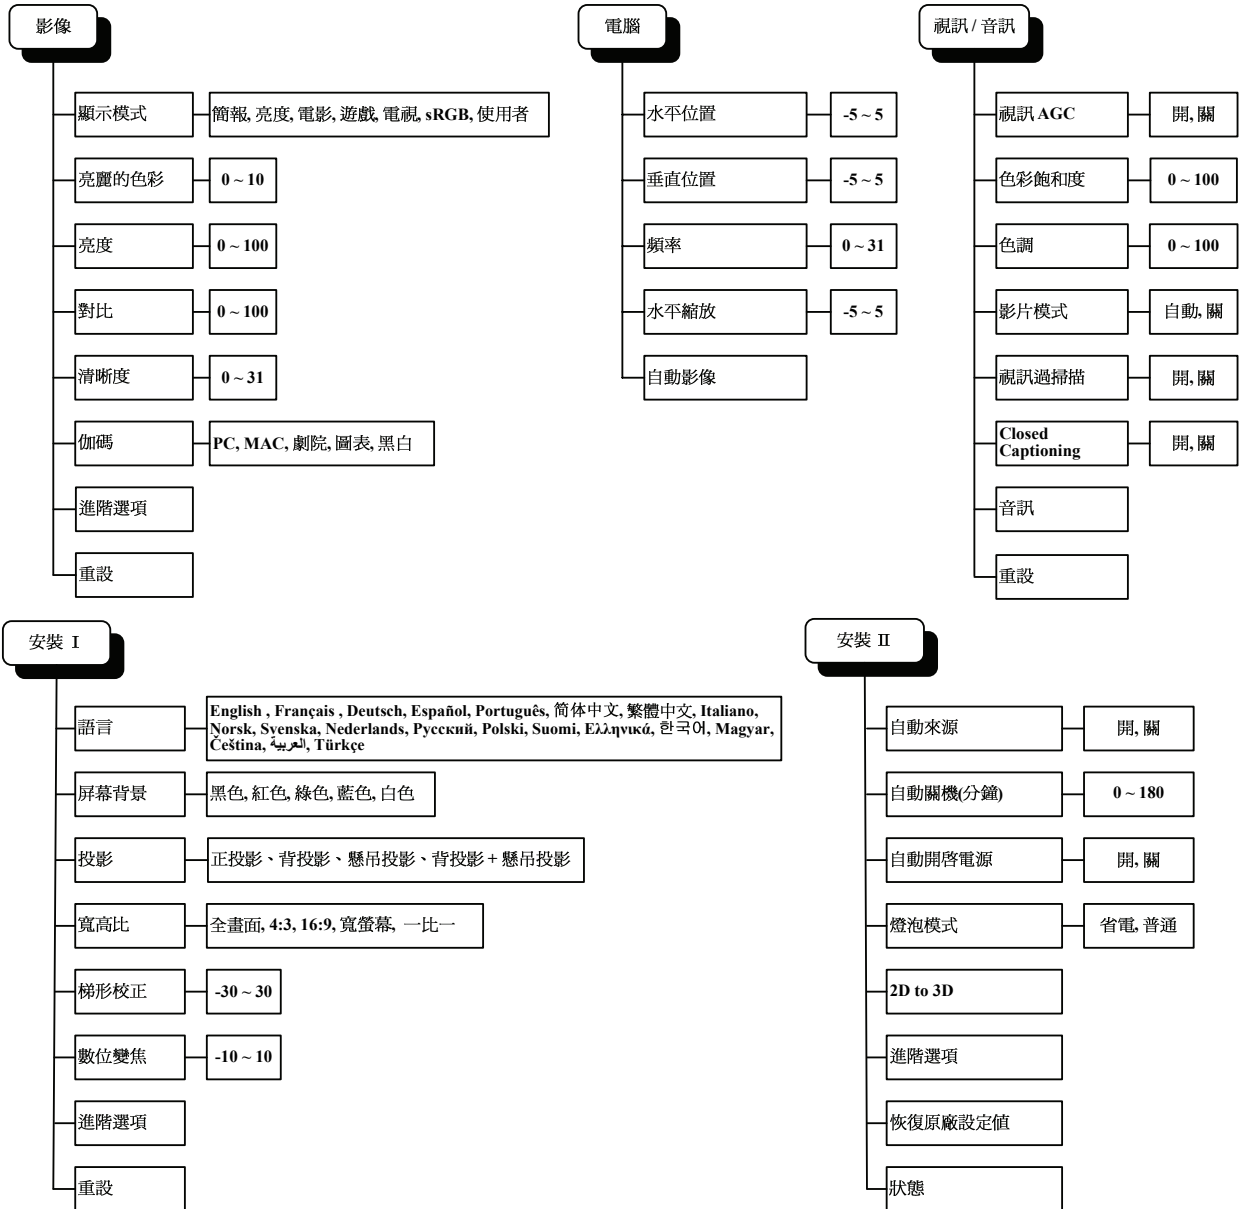 影像
顯示模式
簡報, 亮度, 電影, 遊戲, 電視, sRGB, 使用者
亮麗的色彩
0 ~ 10
亮度
0 ~ 100
對比
0 ~ 100
清晰度
0 ~ 31
伽碼
PC, MAC, 劇院, 圖表, 黑白
進階選項
重設
電腦
水平位置
-5 ~ 5
垂直位置
-5 ~ 5
頻率
0 ~ 31
水平縮放
-5 ~ 5
自動影像
視訊 / 音訊
視訊 AGC
開, 關
色彩飽和度
0 ~ 100
色調
0 ~ 100
影片模式
自動, 關
視訊過掃描
開, 關
Closed
Captioning
開, 關
音訊
重設
安裝 I
語言
English , Français , Deutsch, Español, Português, 简体中文, 繁體中文, Italiano,
Norsk, Svenska, Nederlands, Русский, Polski, Suomi, Ελληνικά, 한국어, Magyar,
Čeština, العربية, Türkçe
屏幕背景
黑色, 紅色, 綠色, 藍色, 白色
投影
正投影、背投影、懸吊投影、背投影 + 懸吊投影
寬高比
全畫面, 4:3, 16:9, 寬螢幕, 一比一
梯形校正
-30 ~ 30
數位變焦
-10 ~ 10
進階選項
重設
安裝 II
自動來源
開, 關
自動關機(分鐘)
0 ~ 180
自動開啓電源
開, 關
燈泡模式
省電, 普通
2D to 3D
進階選項
恢復原廠設定值
狀態